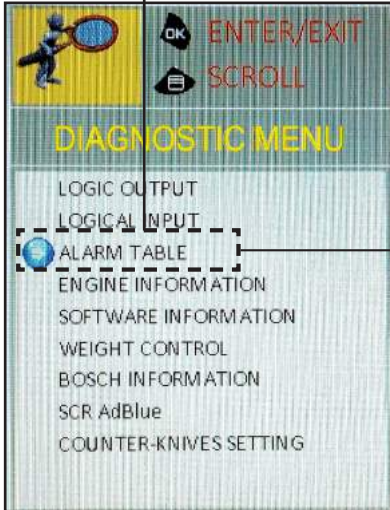 OK ENTER/EXIT
SCROLL
DIAGNOSTIC MENU
LOGIC OUTPUT
LOGICAL INPUT
ALARM TABLE
ENGINE INFORMATION
SOFTWARE INFORMATION
WEIGHT CONTROL
BOSCH INFORMATION
SCR AdBlue
COUNTER-KNIVES SETTING